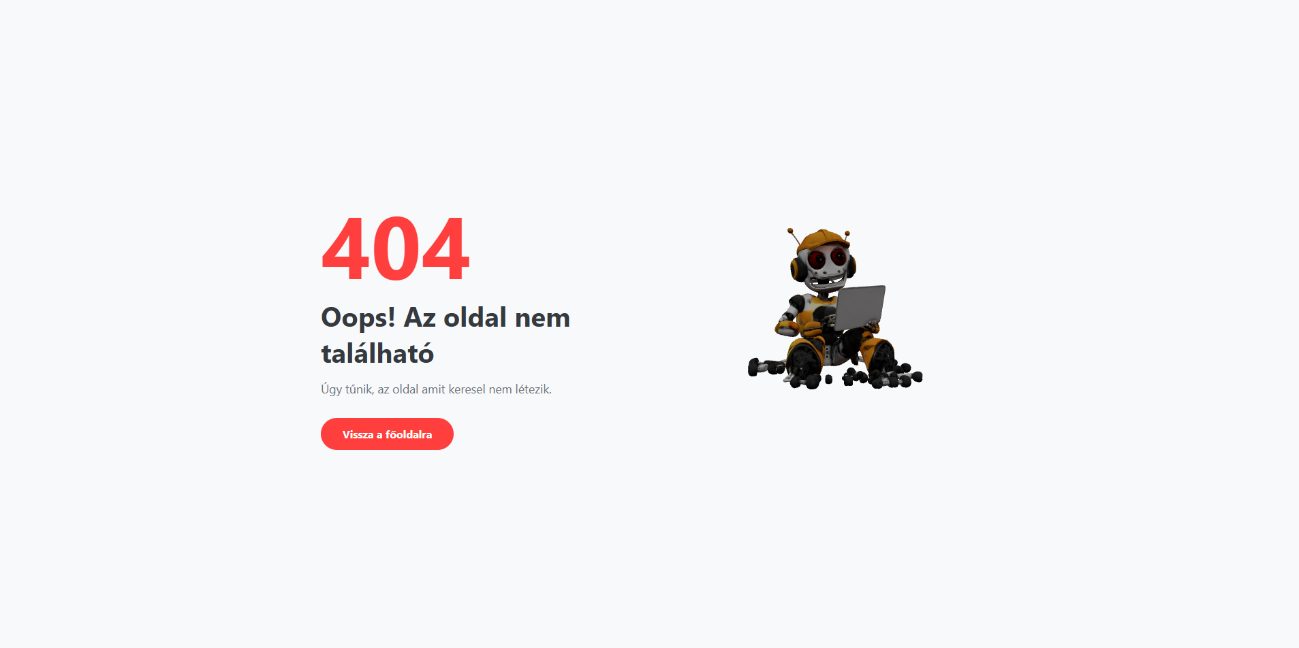 404
Oops! Az oldal nem
található
Úgy tűnik, az oldal amit keresel nem létezik.
Vissza a főoldalra